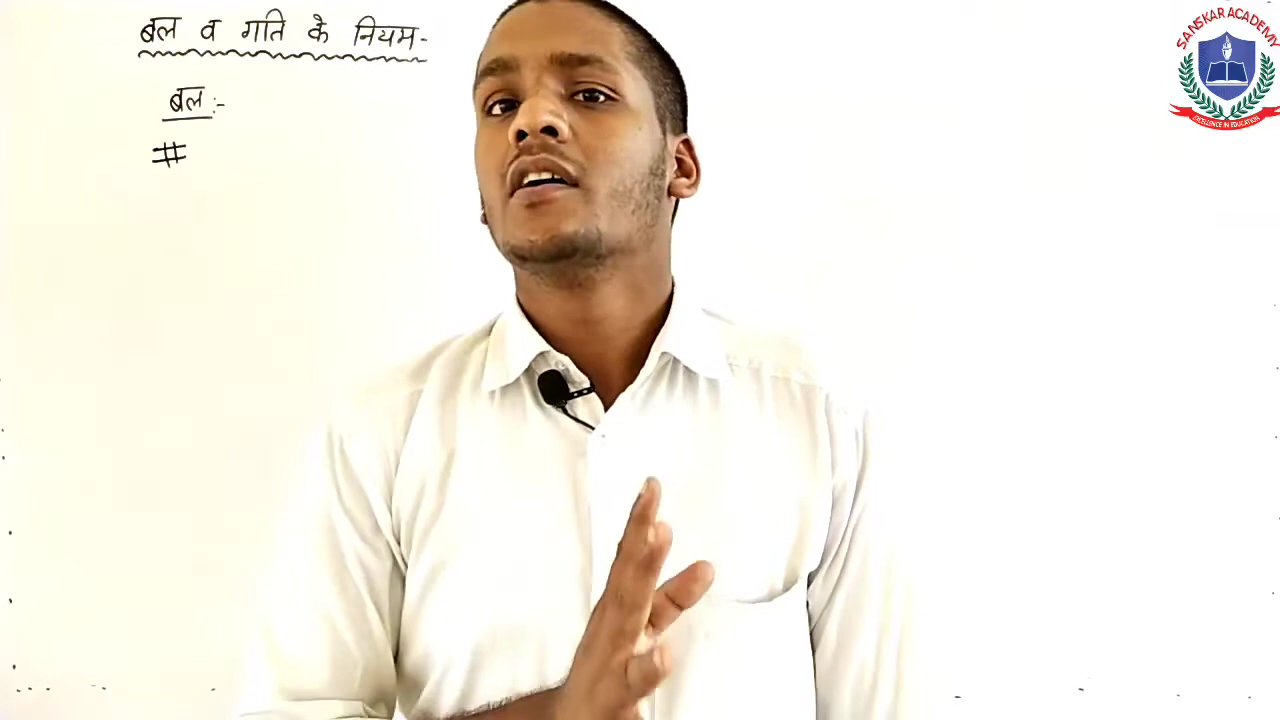 बल व गति के नियम-
बल :-
#
SANSKAR ACADEMY
EXCELLENCE IN EDUCATION